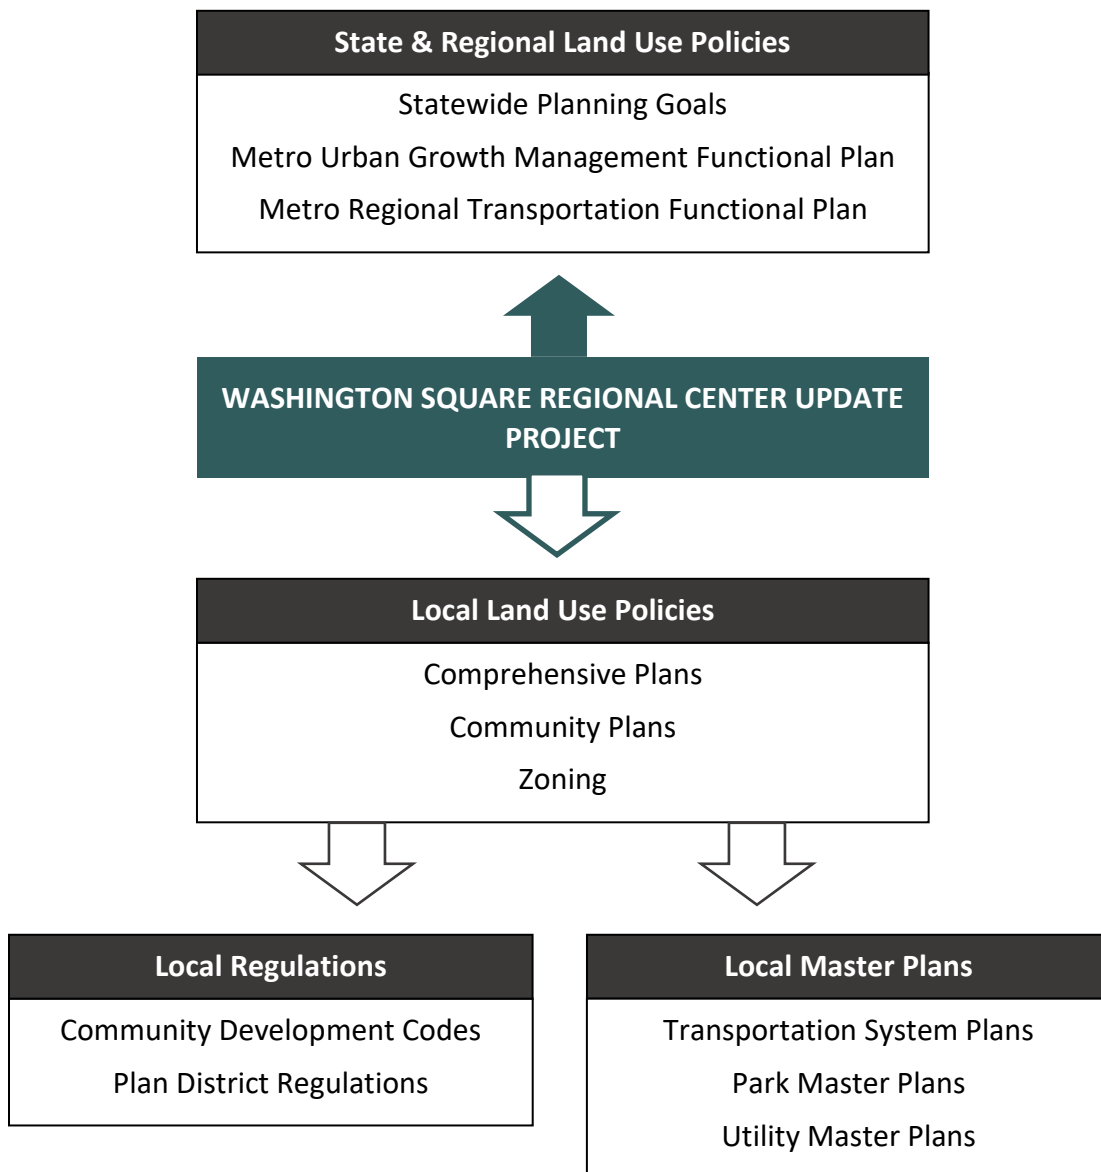 State & Regional Land Use Policies
Statewide Planning Goals
Metro Urban Growth Management Functional Plan
Metro Regional Transportation Functional Plan
WASHINGTON SQUARE REGIONAL CENTER UPDATE
PROJECT
Local Land Use Policies
Comprehensive Plans
Community Plans
Zoning
Local Regulations
Community Development Codes
Plan District Regulations
Local Master Plans
Transportation System Plans
Park Master Plans
Utility Master Plans